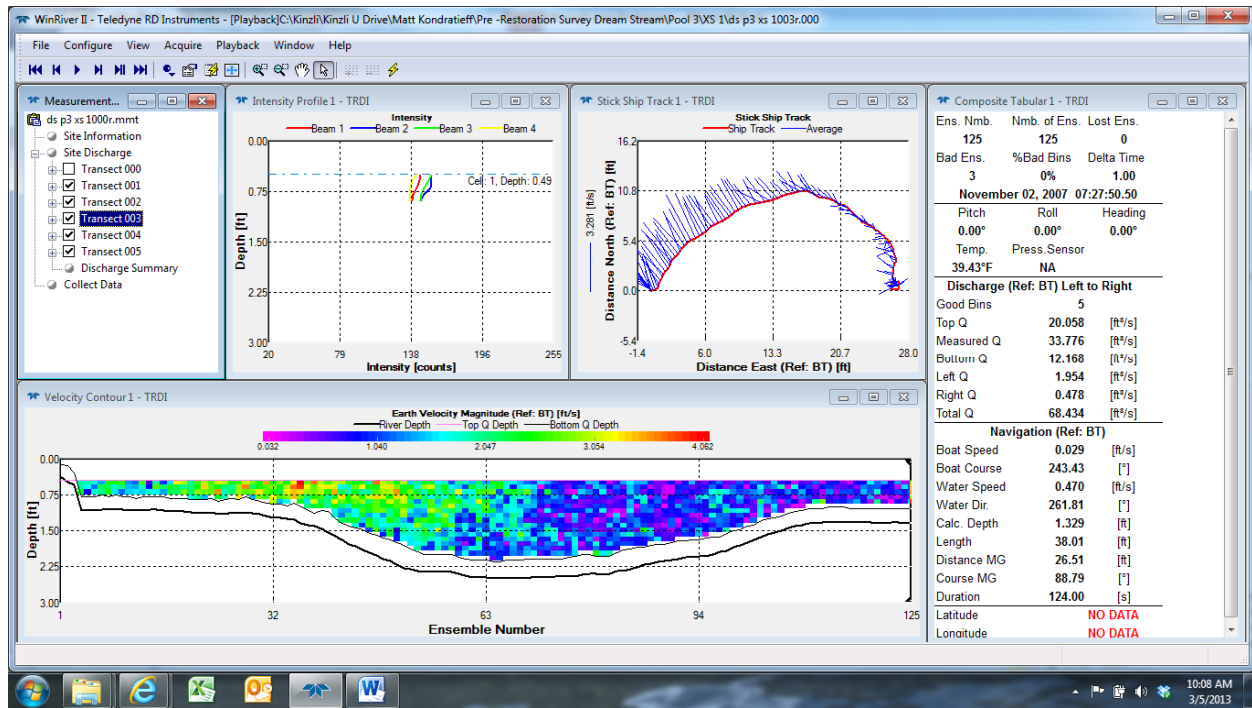 WinRiver II - Teledyne RD Instruments - [Playback]C:\Kinzli\Kinzli U Drive\Matt Kondratieff\Pre -Restoration Survey Dream Stream\Pool 3\XS 1\ds p3 xs 1003r.000
File Configure View Acquire Playback Window Help
Measurement...
ds p3 xs 1000r.mmt
Site Information
Site Discharge
Transect 000
Transect 001
Transect 002
Transect 003
Transect 004
Transect 005
Discharge Summary
Collect Data
Intensity Profile 1 - TRDI
Intensity
Beam 1 Beam 2 Beam 3 Beam 4
0.00
Cell: 1, Depth: 0.49
0.75
1.50
2.25
3.00
Depth [ft]
20 79 138 196 255
Intensity [counts]
Stick Ship Track 1 - TRDI
Stick Ship Track
Ship Track Average
16.2
10.8
5.4
0.0
-5.4
3.281 [ft/s]
Distance North (Ref: BT) [ft]
-1.4 6.0 13.3 20.7 28.0
Distance East (Ref: BT) [ft]
Composite Tabular 1 - TRDI
Ens. Nmb. Nmb. of Ens. Lost Ens.
125 125 0
Bad Ens. %Bad Bins Delta Time
3 0% 1.00
November 02, 2007 07:27:50.50
Pitch Roll Heading
0.00° 0.00° 0.00°
Temp. Press.Sensor
39.43°F NA
Discharge (Ref: BT) Left to Right
Good Bins 5
Top Q 20.058 [ft³/s]
Measured Q 33.776 [ft³/s]
Bottom Q 12.168 [ft³/s]
Left Q 1.954 [ft³/s]
Right Q 0.478 [ft³/s]
Total Q 68.434 [ft³/s]
Navigation (Ref: BT)
Boat Speed 0.029 [ft/s]
Boat Course 243.43 [°]
Water Speed 0.470 [ft/s]
Water Dir. 261.81 [°]
Calc. Depth 1.329 [ft]
Length 38.01 [ft]
Distance MG 26.51 [ft]
Course MG 88.79 [°]
Duration 124.00 [s]
Latitude NO DATA
Longitude NO DATA
Velocity Contour 1 - TRDI
Earth Velocity Magnitude (Ref: BT) [ft/s]
River Depth Top Q Depth Bottom Q Depth
0.032 1.040 2.047 3.054 4.062
0.00
0.75
1.50
2.25
3.00
Depth [ft]
1 32 63 94 125
Ensemble Number
10:08 AM
3/5/2013